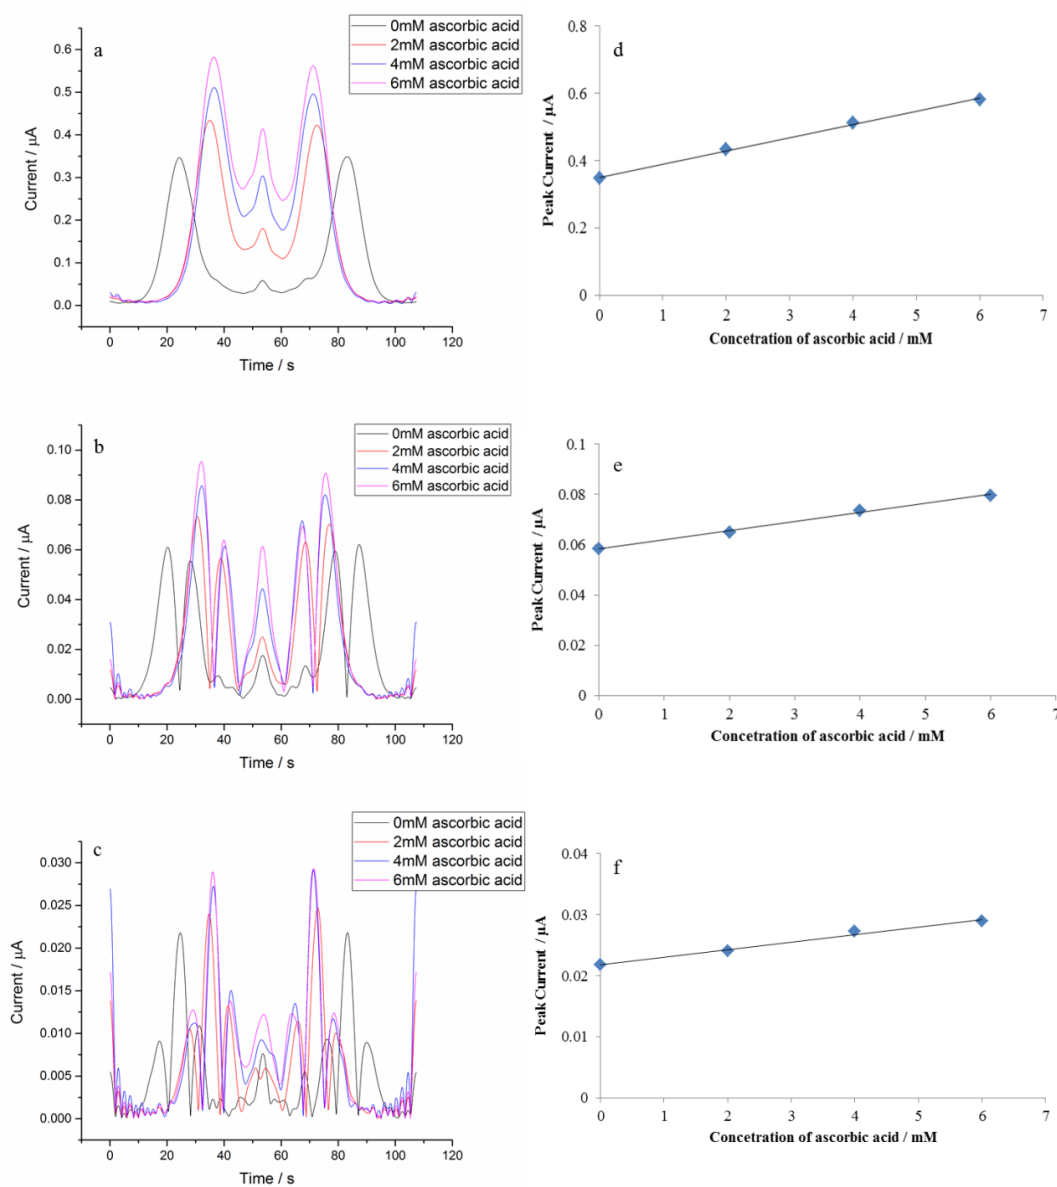 a
0mM ascorbic acid
2mM ascorbic acid
4mM ascorbic acid
6mM ascorbic acid
0.6
0.5
0.4
0.3
0.2
0.1
0.0
Current / μA
0 20 40 60 80 100 120
Time / s
d
0.8
0.6
0.4
0.2
0
Peak Current / μA
0 1 2 3 4 5 6 7
Concetration of ascorbic acid / mM
b
0mM ascorbic acid
2mM ascorbic acid
4mM ascorbic acid
6mM ascorbic acid
0.10
0.08
0.06
0.04
0.02
0.00
Current / μA
0 20 40 60 80 100 120
Time / s
e
0.1
0.08
0.06
0.04
0.02
0
Peak Current / μA
0 1 2 3 4 5 6 7
Concetration of ascorbic acid / mM
c
0mM ascorbic acid
2mM ascorbic acid
4mM ascorbic acid
6mM ascorbic acid
0.030
0.025
0.020
0.015
0.010
0.005
0.000
Current / μA
0 20 40 60 80 100 120
Time / s
f
0.04
0.03
0.02
0.01
0
Peak Current / μA
0 1 2 3 4 5 6 7
Concetration of ascorbic acid / mM